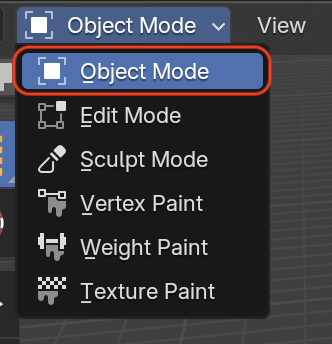 Object Mode View
Object Mode
Edit Mode
Sculpt Mode
Vertex Paint
Weight Paint
Texture Paint